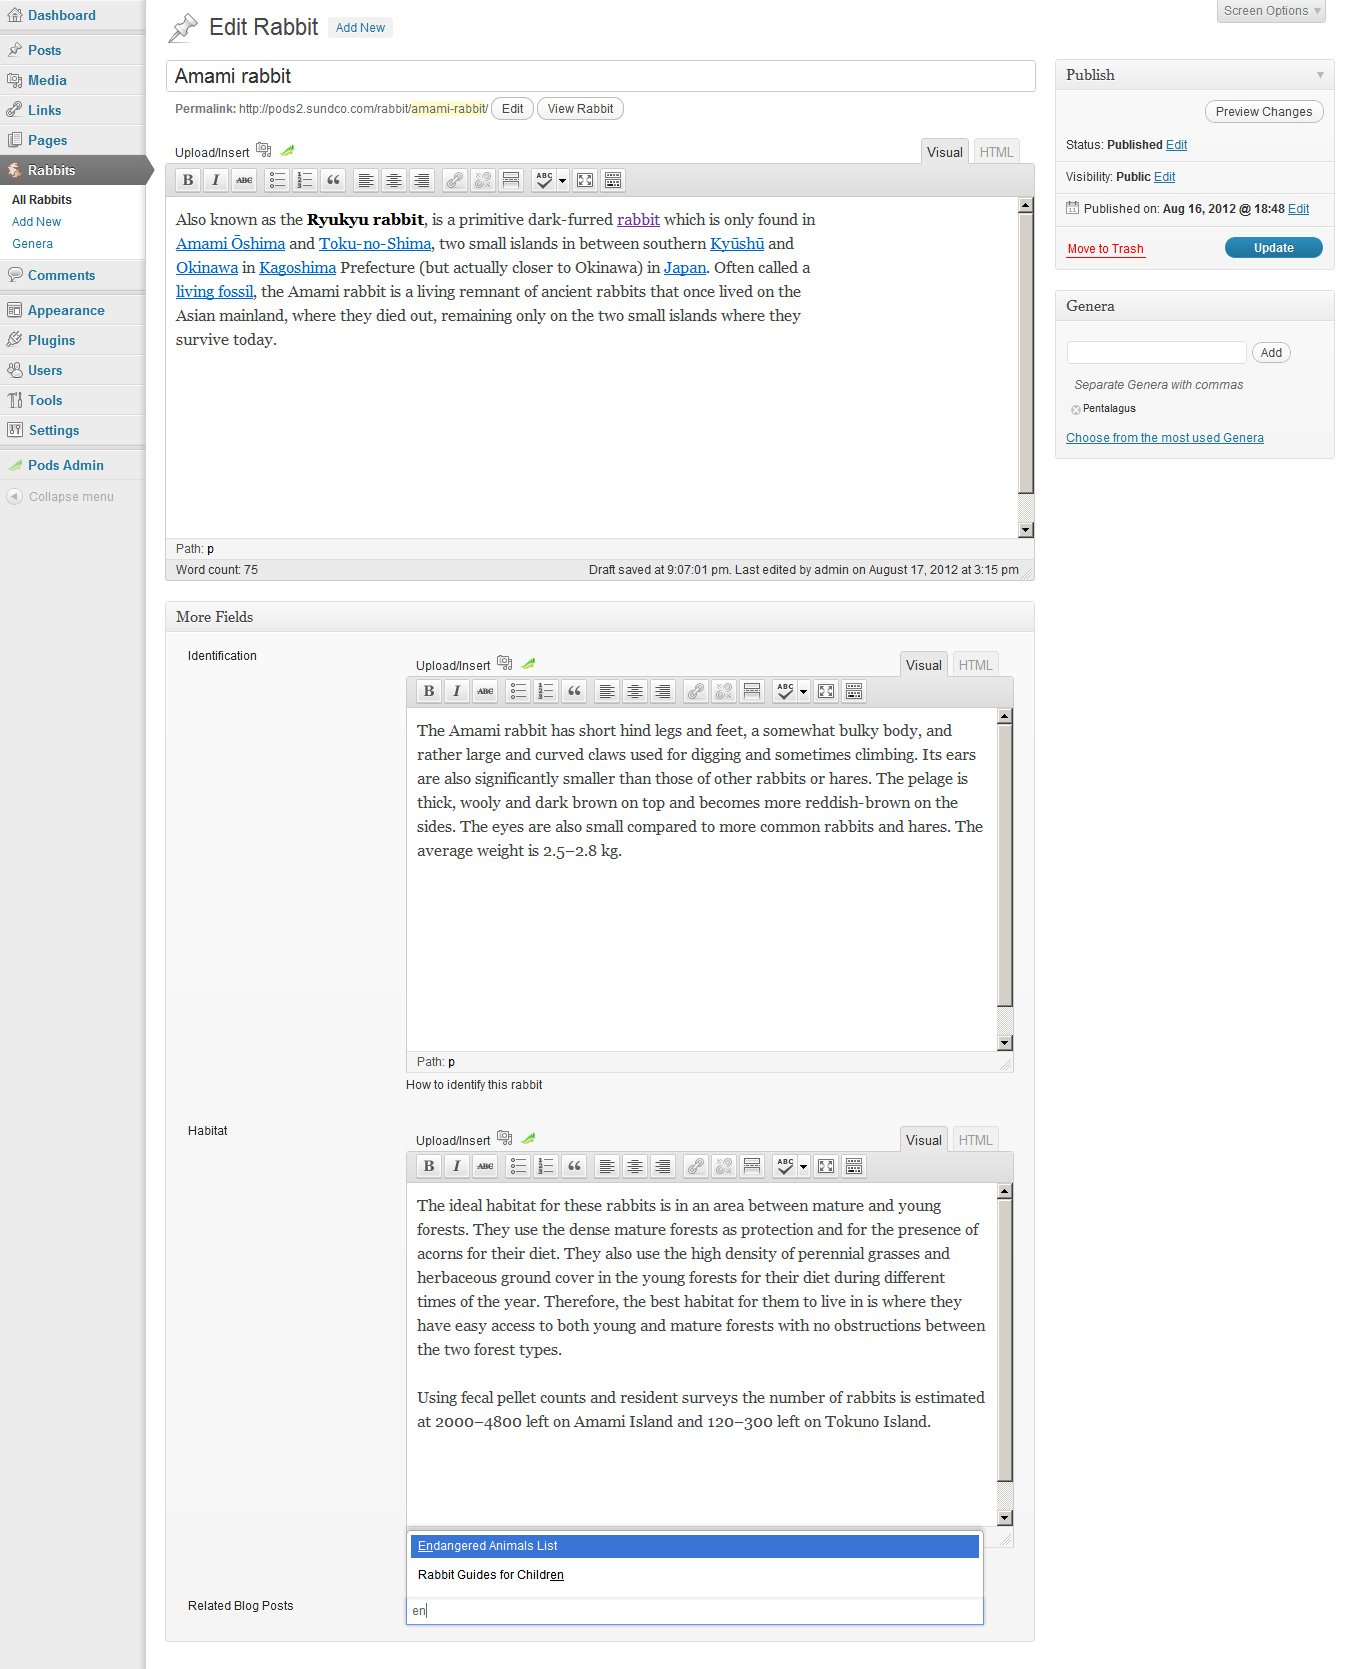 Dashboard
Posts
Media
Links
Pages
Rabbits
All Rabbits
Add New
Genera
Comments
Appearance
Plugins
Users
Tools
Settings
Pods Admin
Collapse menu
Screen Options
Edit Rabbit Add New
Amami rabbit
Permalink: http://pods2.sundco.com/rabbit/amami-rabbit/ Edit View Rabbit
Upload/Insert Visual HTML
B I ABC ABC
Also known as the Ryukyu rabbit, is a primitive dark-furred rabbit which is only found in
Amami Ōshima and Toku-no-Shima, two small islands in between southern Kyūshū and
Okinawa in Kagoshima Prefecture (but actually closer to Okinawa) in Japan. Often called a
living fossil, the Amami rabbit is a living remnant of ancient rabbits that once lived on the
Asian mainland, where they died out, remaining only on the two small islands where they
survive today.
Path: p
Word count: 75 Draft saved at 9:07:01 pm. Last edited by admin on August 17, 2012 at 3:15 pm
Publish
Preview Changes
Status: Published Edit
Visibility: Public Edit
Published on: Aug 16, 2012 @ 18:48 Edit
Move to Trash Update
Genera
Add
Separate Genera with commas
Pentalagus
Choose from the most used Genera
More Fields
Identification
Upload/Insert Visual HTML
B I ABC ABC
The Amami rabbit has short hind legs and feet, a somewhat bulky body, and
rather large and curved claws used for digging and sometimes climbing. Its ears
are also significantly smaller than those of other rabbits or hares. The pelage is
thick, wooly and dark brown on top and becomes more reddish-brown on the
sides. The eyes are also small compared to more common rabbits and hares. The
average weight is 2.5–2.8 kg.
Path: p
How to identify this rabbit
Habitat
Upload/Insert Visual HTML
B I ABC ABC
The ideal habitat for these rabbits is in an area between mature and young
forests. They use the dense mature forests as protection and for the presence of
acorns for their diet. They also use the high density of perennial grasses and
herbaceous ground cover in the young forests for their diet during different
times of the year. Therefore, the best habitat for them to live in is where they
have easy access to both young and mature forests with no obstructions between
the two forest types.
Using fecal pellet counts and resident surveys the number of rabbits is estimated
at 2000–4800 left on Amami Island and 120–300 left on Tokuno Island.
Endangered Animals List
Rabbit Guides for Children
Related Blog Posts
en